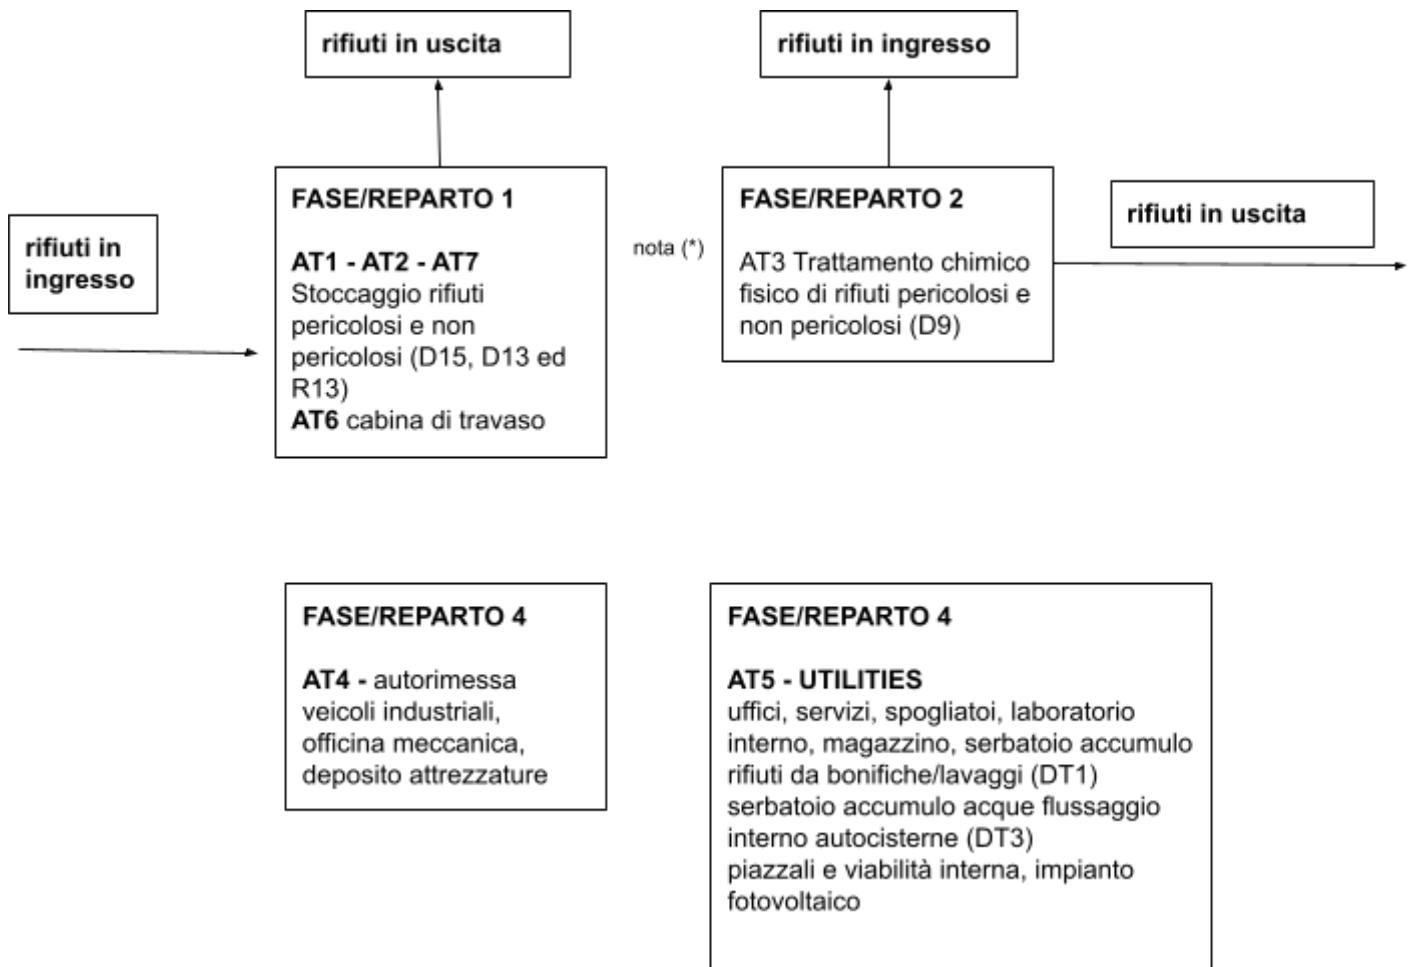 rifiuti in uscita
rifiuti in ingresso
rifiuti in
ingresso
FASE/REPARTO 1
AT1 - AT2 - AT7
Stoccaggio rifiuti
pericolosi e non
pericolosi (D15, D13 ed
R13)
AT6 cabina di travaso
nota (*)
FASE/REPARTO 2
AT3 Trattamento chimico
fisico di rifiuti pericolosi e
non pericolosi (D9)
rifiuti in uscita
FASE/REPARTO 4
AT4 - autorimessa
veicoli industriali,
officina meccanica,
deposito attrezzature
FASE/REPARTO 4
AT5 - UTILITIES
uffici, servizi, spogliatoi, laboratorio
interno, magazzino, serbatoio accumulo
rifiuti da bonifiche/lavaggi (DT1)
serbatoio accumulo acque flussaggio
interno autocisterne (DT3)
piazzali e viabilità interna, impianto
fotovoltaico